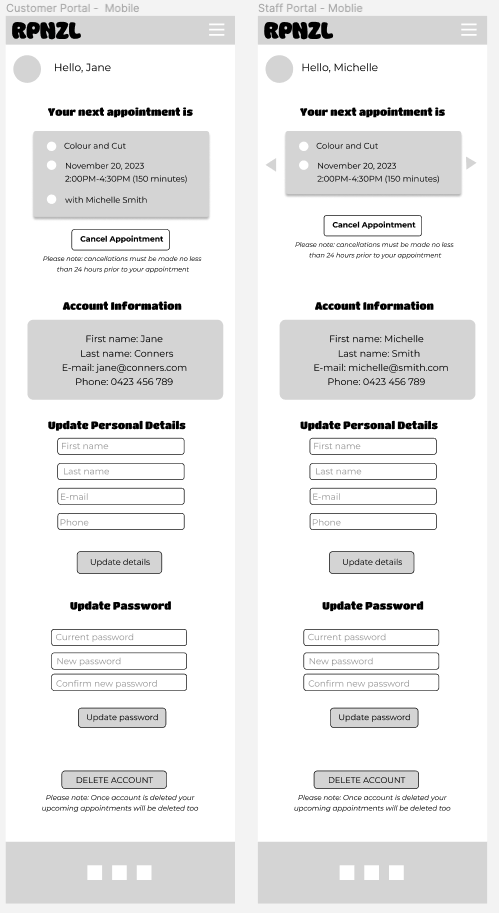 Customer Portal - Mobile
RPNZL
Hello, Jane
Your next appointment is
Colour and Cut
November 20, 2023
2:00PM-4:30PM (150 minutes)
with Michelle Smith
Cancel Appointment
Please note: cancellations must be made no less
than 24 hours prior to your appointment
Account Information
First name: Jane
Last name: Conners
E-mail: jane@conners.com
Phone: 0423 456 789
Update Personal Details
First name
Last name
E-mail
Phone
Update details
Update Password
Current password
New password
Confirm new password
Update password
DELETE ACCOUNT
Please note: Once account is deleted your
upcoming appointments will be deleted too
Staff Portal - Moblie
RPNZL
Hello, Michelle
Your next appointment is
Colour and Cut
November 20, 2023
2:00PM-4:30PM (150 minutes)
Cancel Appointment
Please note: cancellations must be made no less
than 24 hours prior to your appointment
Account Information
First name: Michelle
Last name: Smith
E-mail: michelle@smith.com
Phone: 0423 456 789
Update Personal Details
First name
Last name
E-mail
Phone
Update details
Update Password
Current password
New password
Confirm new password
Update password
DELETE ACCOUNT
Please note: Once account is deleted your
upcoming appointments will be deleted too